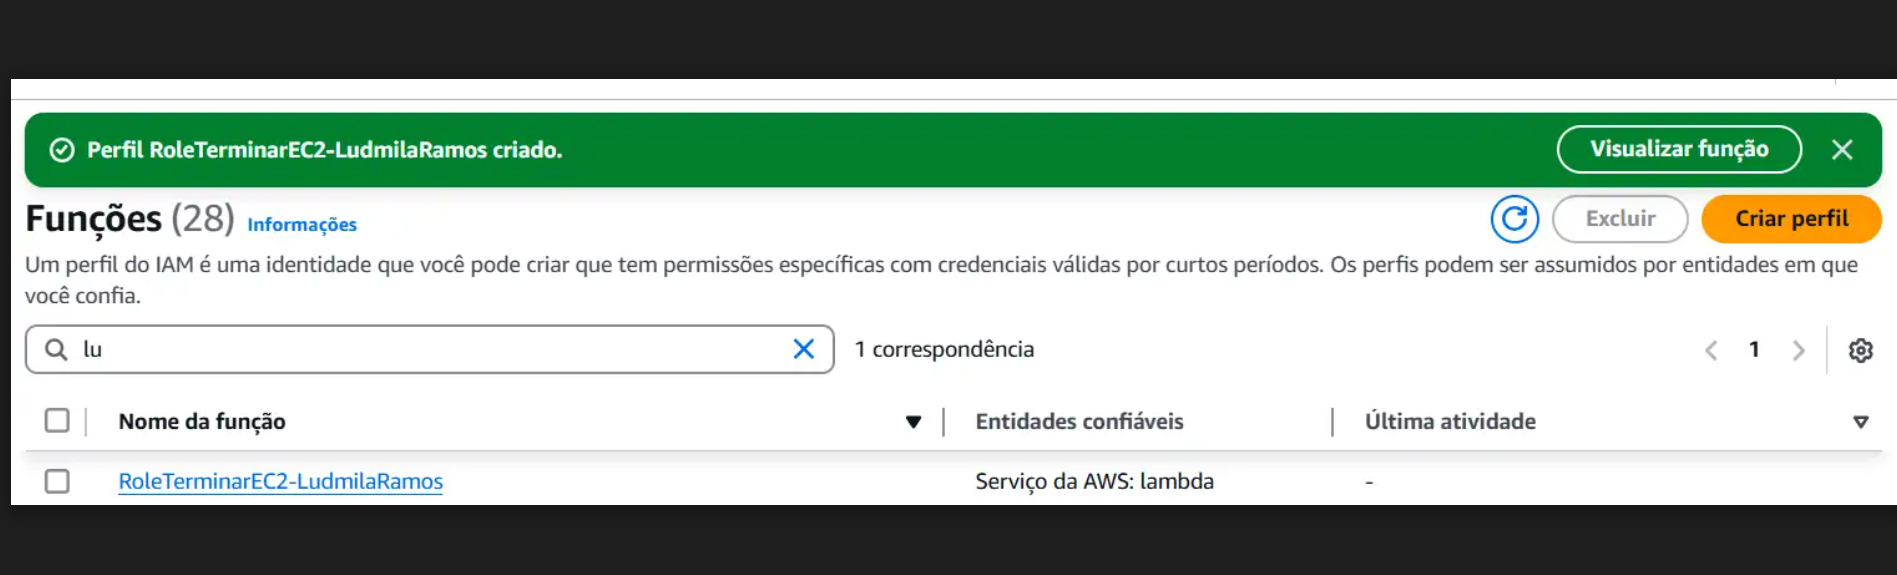 Perfil RoleTerminarEC2-LudmilaRamos criado.
Visualizar função
Funções (28) Informações
Excluir
Criar perfil
Um perfil do IAM é uma identidade que você pode criar que tem permissões específicas com credenciais válidas por curtos períodos. Os perfis podem ser assumidos por entidades em que
você confia.
lu
1 correspondência
1
Nome da função
Entidades confiáveis
Última atividade
RoleTerminarEC2-LudmilaRamos
Serviço da AWS: lambda
-